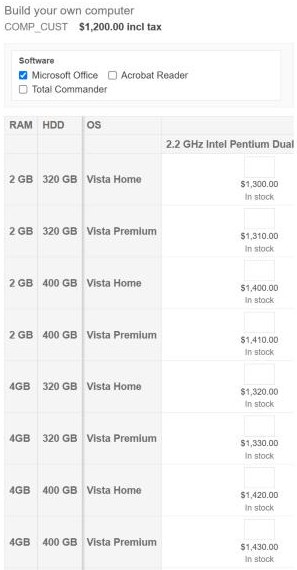 Build your own computer
COMP_CUST $1,200.00 incl tax
Software
Microsoft Office Acrobat Reader
Total Commander
RAM HDD OS
2.2 GHz Intel Pentium Dual
2 GB 320 GB Vista Home $1,300.00
In stock
2 GB 320 GB Vista Premium $1,310.00
In stock
2 GB 400 GB Vista Home $1,400.00
In stock
2 GB 400 GB Vista Premium $1,410.00
In stock
4GB 320 GB Vista Home $1,320.00
In stock
4GB 320 GB Vista Premium $1,330.00
In stock
4GB 400 GB Vista Home $1,420.00
In stock
4GB 400 GB Vista Premium $1,430.00
In stock